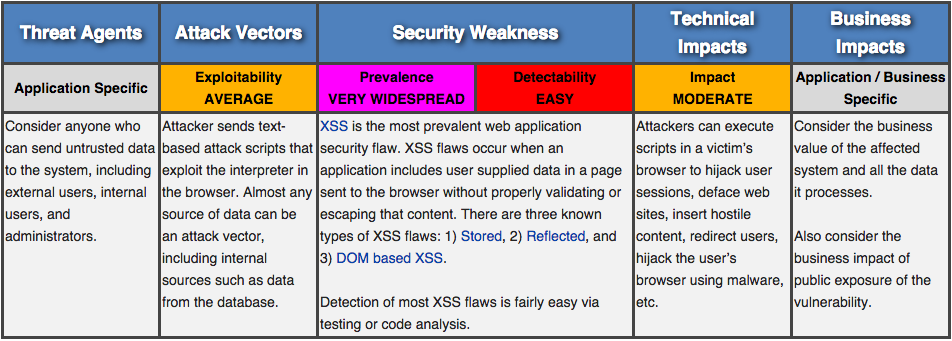 Threat Agents
Attack Vectors
Security Weakness
Technical
Impacts
Business
Impacts
Application Specific
Exploitability
AVERAGE
Prevalence
VERY WIDESPREAD
Detectability
EASY
Impact
MODERATE
Application / Business
Specific
Consider anyone who
can send untrusted data
to the system, including
external users, internal
users, and
administrators.
Attacker sends text-
based attack scripts that
exploit the interpreter in
the browser. Almost any
source of data can be
an attack vector,
including internal
sources such as data
from the database.
XSS is the most prevalent web application
security flaw. XSS flaws occur when an
application includes user supplied data in a page
sent to the browser without properly validating or
escaping that content. There are three known
types of XSS flaws: 1) Stored, 2) Reflected, and
3) DOM based XSS.
Detection of most XSS flaws is fairly easy via
testing or code analysis.
Attackers can execute
scripts in a victim's
browser to hijack user
sessions, deface web
sites, insert hostile
content, redirect users,
hijack the user's
browser using malware,
etc.
Consider the business
value of the affected
system and all the data
it processes.
Also consider the
business impact of
public exposure of the
vulnerability.